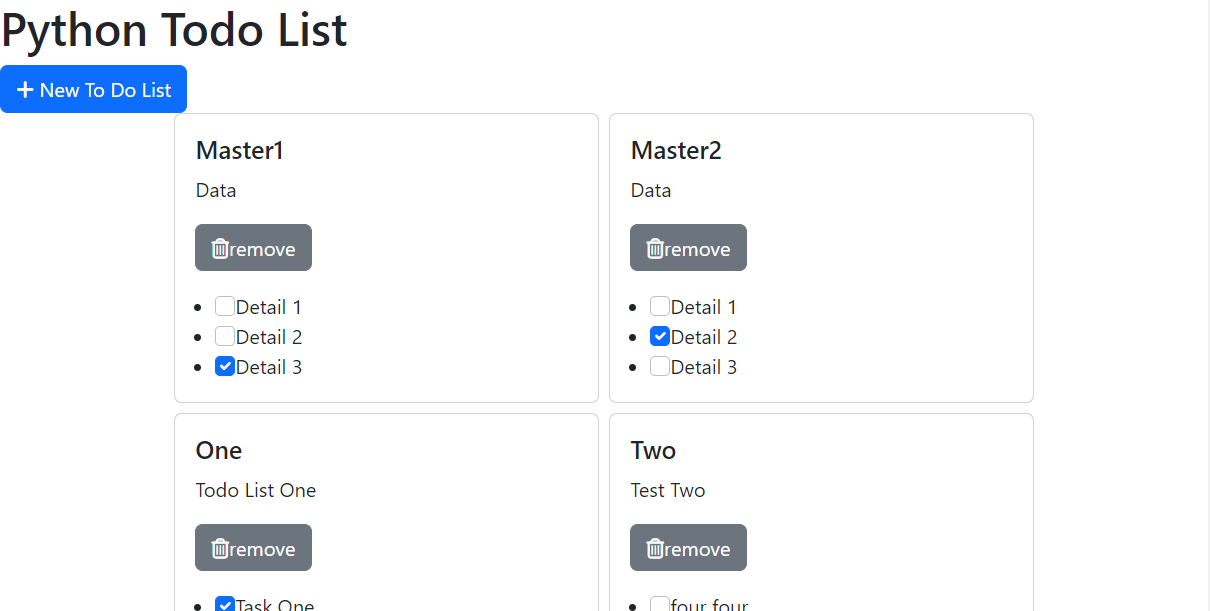 Python Todo List
New To Do List
Master1
Data
remove
Detail 1
Detail 2
Detail 3
Master2
Data
remove
Detail 1
Detail 2
Detail 3
One
Todo List One
remove
Task One
Two
Test Two
remove
four four